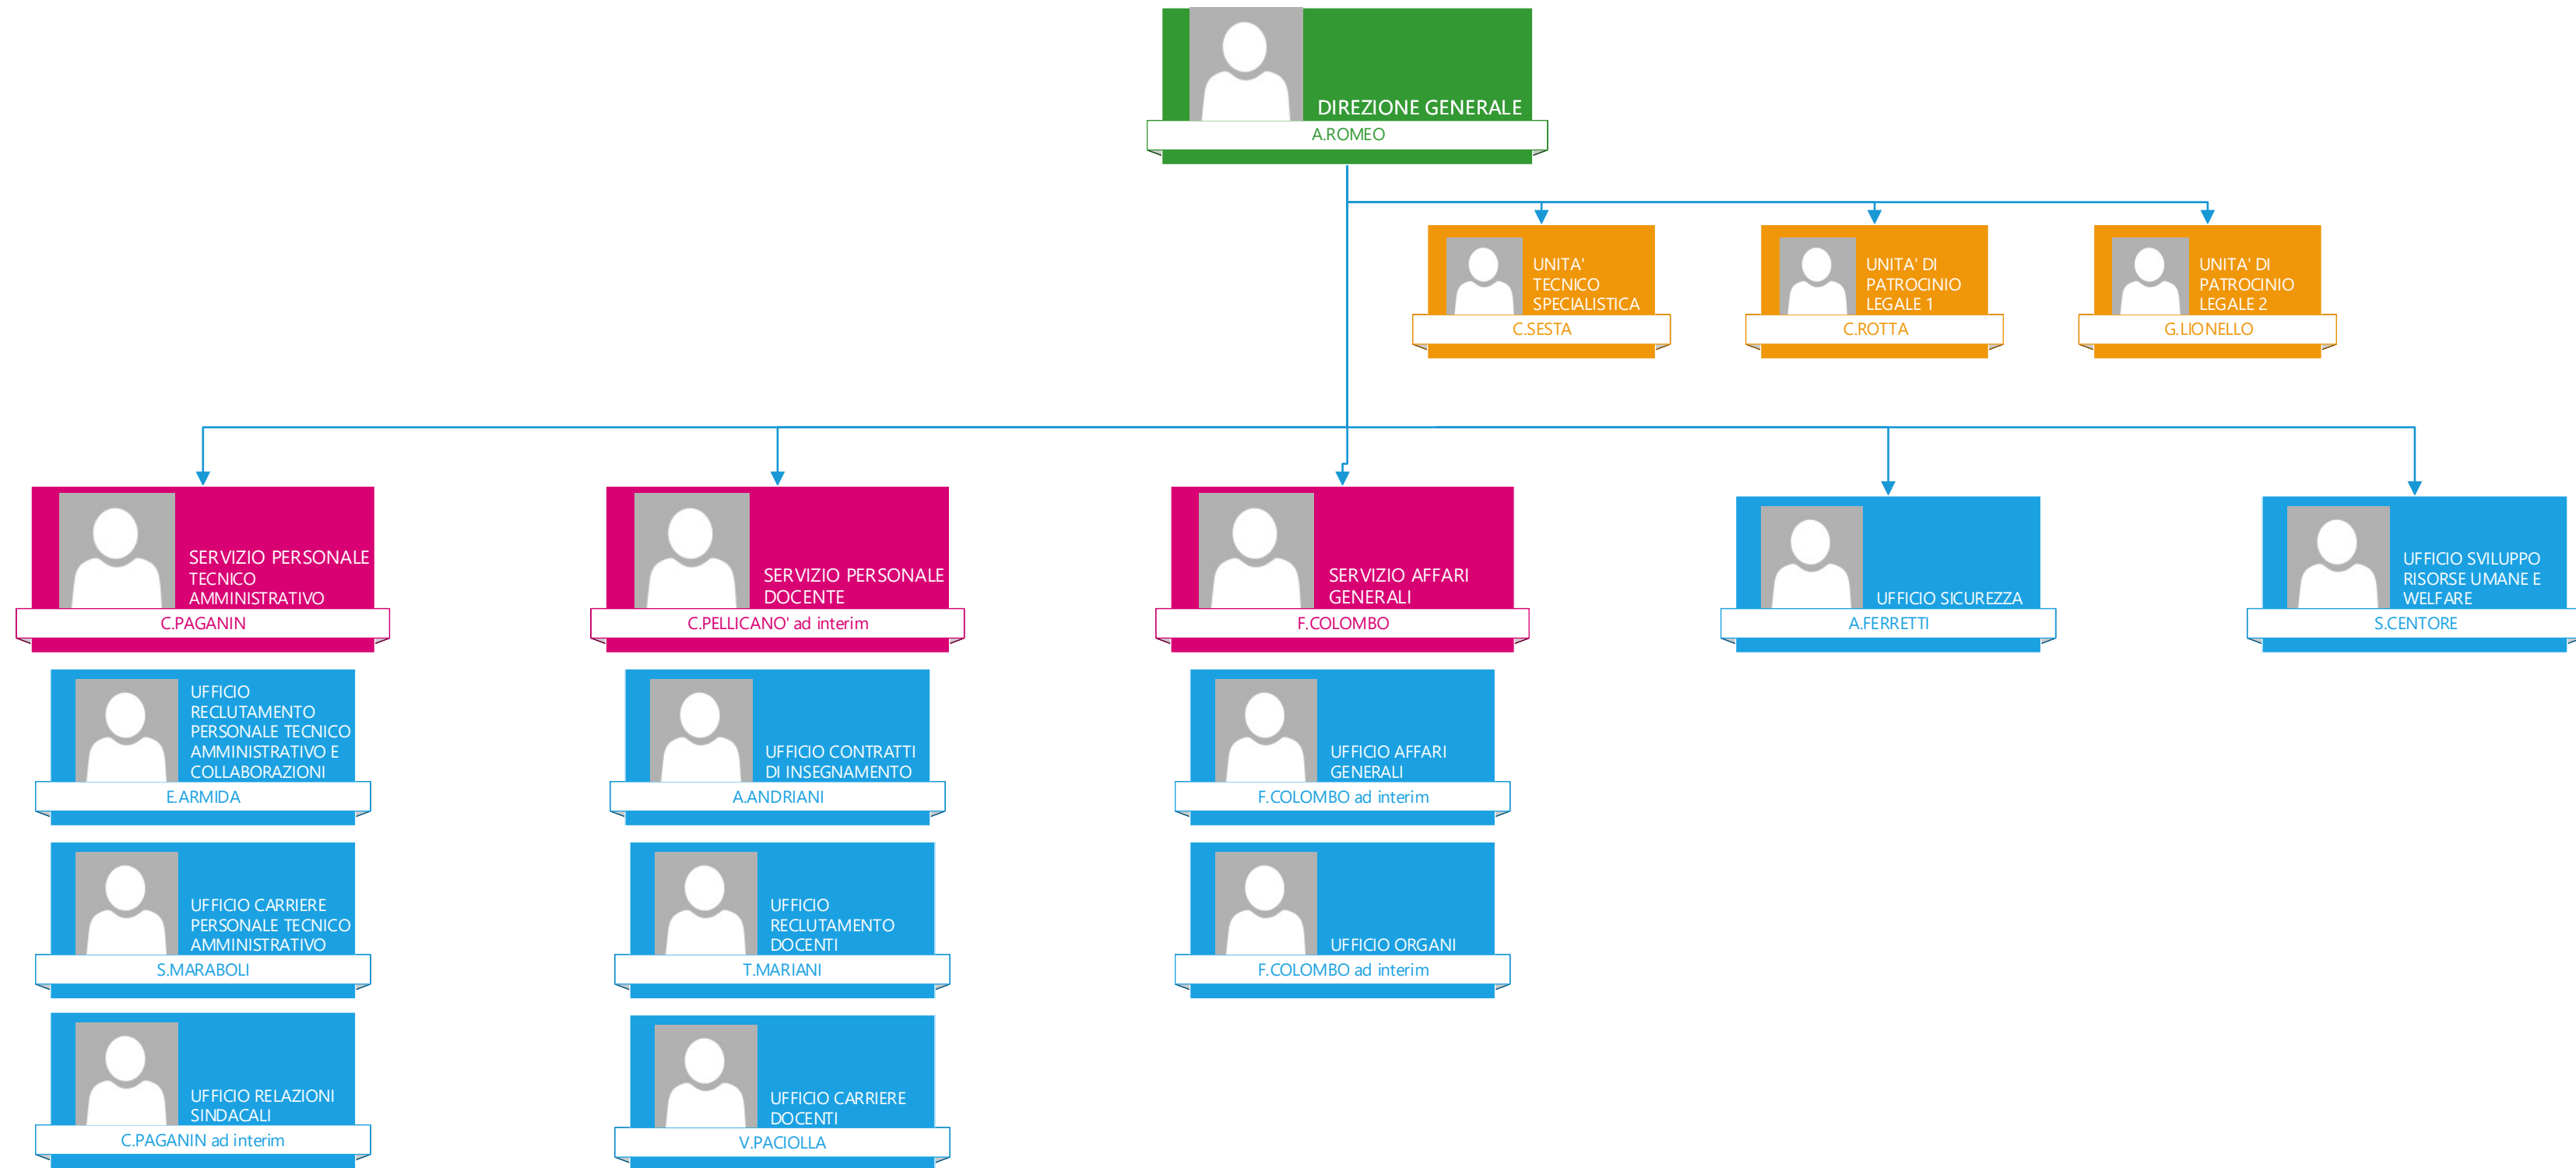 DIREZIONE GENERALE
A.ROMEO
UNITA'
TECNICO
SPECIALISTICA
C.SESTA
UNITA' DI
PATROCINIO
LEGALE 1
C.ROTTA
UNITA' DI
PATROCINIO
LEGALE 2
G.LIONELLO
SERVIZIO PERSONALE
TECNICO
AMMINISTRATIVO
C.PAGANIN
SERVIZIO PERSONALE
DOCENTE
C.PELLICANO' ad interim
SERVIZIO AFFARI
GENERALI
F.COLOMBO
UFFICIO SICUREZZA
A.FERRETTI
UFFICIO SVILUPPO
RISORSE UMANE E
WELFARE
S.CENTORE
UFFICIO
RECLUTAMENTO
PERSONALE TECNICO
AMMINISTRATIVO E
COLLABORAZIONI
E.ARMIDA
UFFICIO CONTRATTI
DI INSEGNAMENTO
A.ANDRIANI
UFFICIO AFFARI
GENERALI
F.COLOMBO ad interim
UFFICIO CARRIERE
PERSONALE TECNICO
AMMINISTRATIVO
S.MARABOLI
UFFICIO
RECLUTAMENTO
DOCENTI
T.MARIANI
UFFICIO ORGANI
F.COLOMBO ad interim
UFFICIO RELAZIONI
SINDACALI
C.PAGANIN ad interim
UFFICIO CARRIERE
DOCENTI
V.PACIOLLA